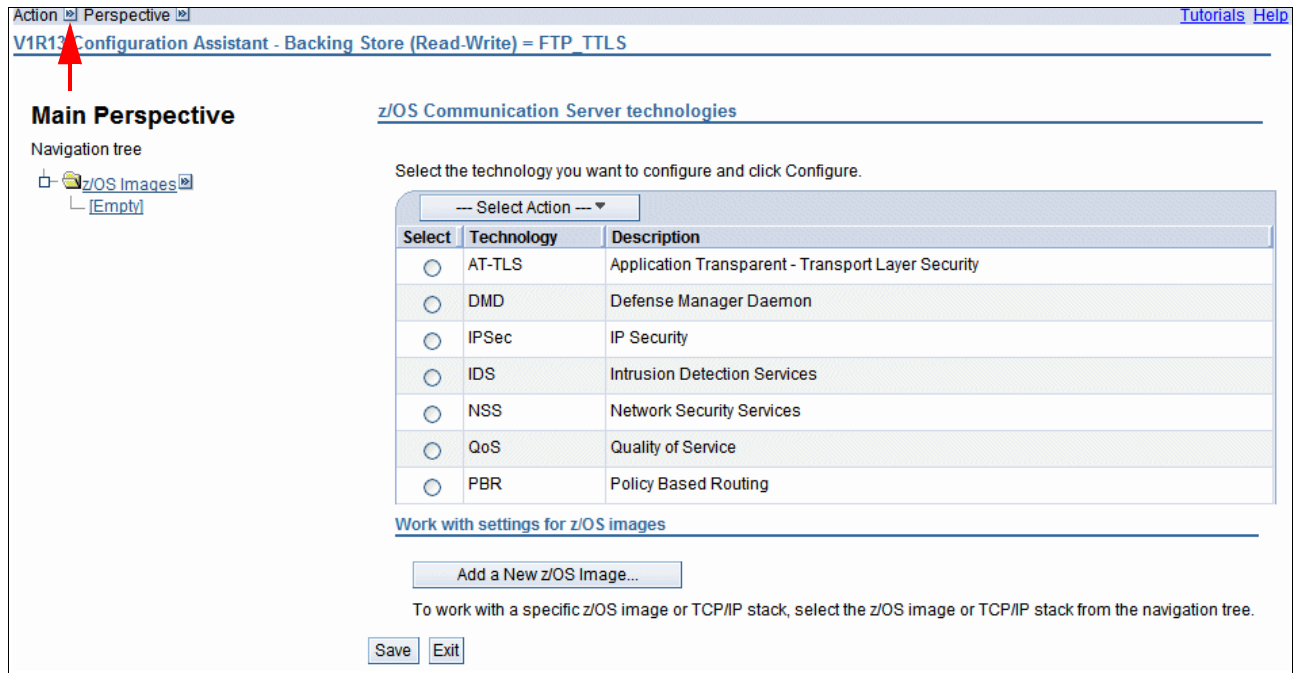 Action Perspective Tutorials Help
V1R13 Configuration Assistant - Backing Store (Read-Write) = FTP_TTLS
Main Perspective
Navigation tree
z/OS Images
[Empty]
z/OS Communication Server technologies
Select the technology you want to configure and click Configure.
--- Select Action ---
Select Technology Description
AT-TLS Application Transparent - Transport Layer Security
DMD Defense Manager Daemon
IPSec IP Security
IDS Intrusion Detection Services
NSS Network Security Services
QoS Quality of Service
PBR Policy Based Routing
Work with settings for z/OS images
Add a New z/OS Image...
To work with a specific z/OS image or TCP/IP stack, select the z/OS image or TCP/IP stack from the navigation tree.
Save Exit